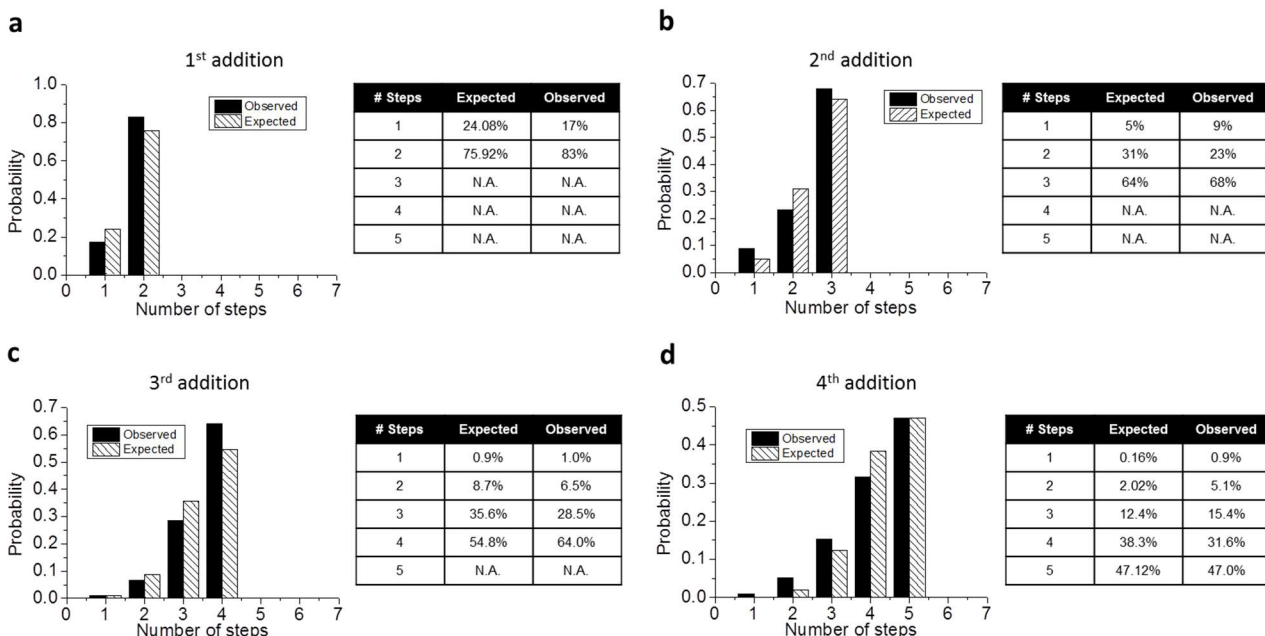 a
1st addition
Probability
1.0
0.8
0.6
0.4
0.2
0.0
Observed
Expected
0 1 2 3 4 5 6 7
Number of steps
# Steps Expected Observed
1 24.08% 17%
2 75.92% 83%
3 N.A. N.A.
4 N.A. N.A.
5 N.A. N.A.
b
2nd addition
Probability
0.7
0.6
0.5
0.4
0.3
0.2
0.1
0.0
Observed
Expected
0 1 2 3 4 5 6 7
Number of steps
# Steps Expected Observed
1 5% 9%
2 31% 23%
3 64% 68%
4 N.A. N.A.
5 N.A. N.A.
c
3rd addition
Probability
0.7
0.6
0.5
0.4
0.3
0.2
0.1
0.0
Observed
Expected
0 1 2 3 4 5 6 7
Number of steps
# Steps Expected Observed
1 0.9% 1.0%
2 8.7% 6.5%
3 35.6% 28.5%
4 54.8% 64.0%
5 N.A. N.A.
d
4th addition
Probability
0.5
0.4
0.3
0.2
0.1
0.0
Observed
Expected
0 1 2 3 4 5 6 7
Number of steps
# Steps Expected Observed
1 0.16% 0.9%
2 2.02% 5.1%
3 12.4% 15.4%
4 38.3% 31.6%
5 47.12% 47.0%